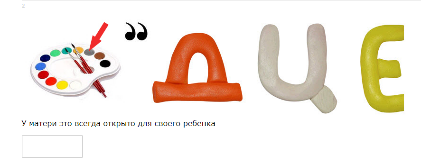 ,, Д Ц Е
У матери это всегда открыто для своего ребенка